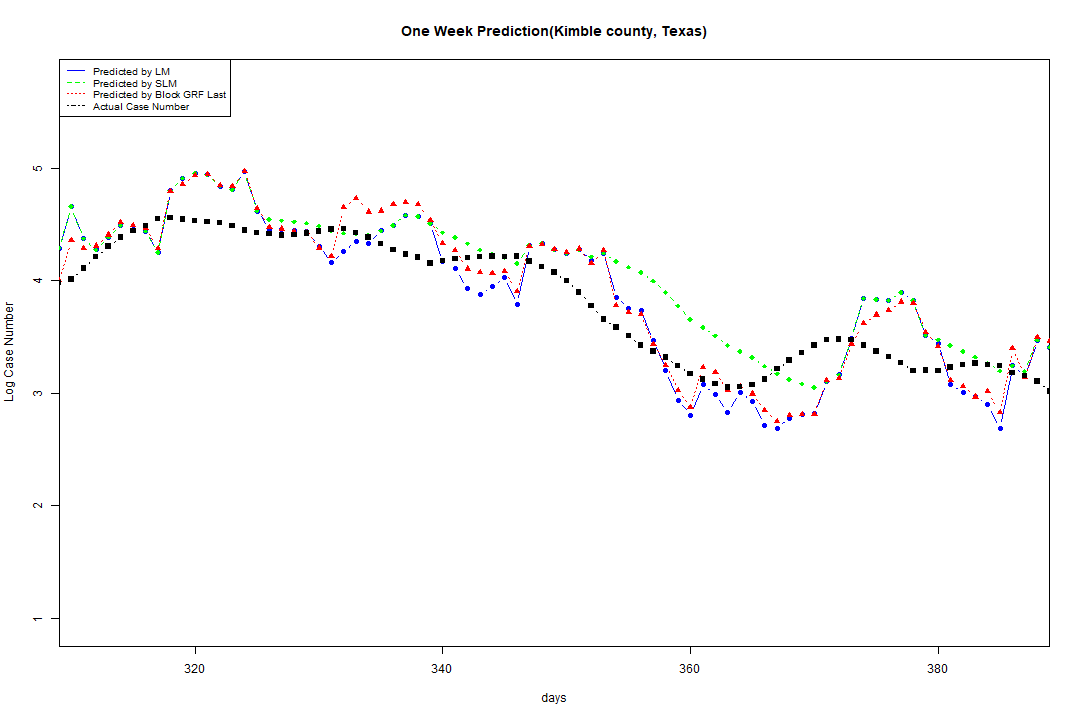 One Week Prediction(Kimble county, Texas)
Predicted by LM
Predicted by SLM
Predicted by Block GRF Last
Actual Case Number
5
4
3
2
1
Log Case Number
320
340
360
380
days